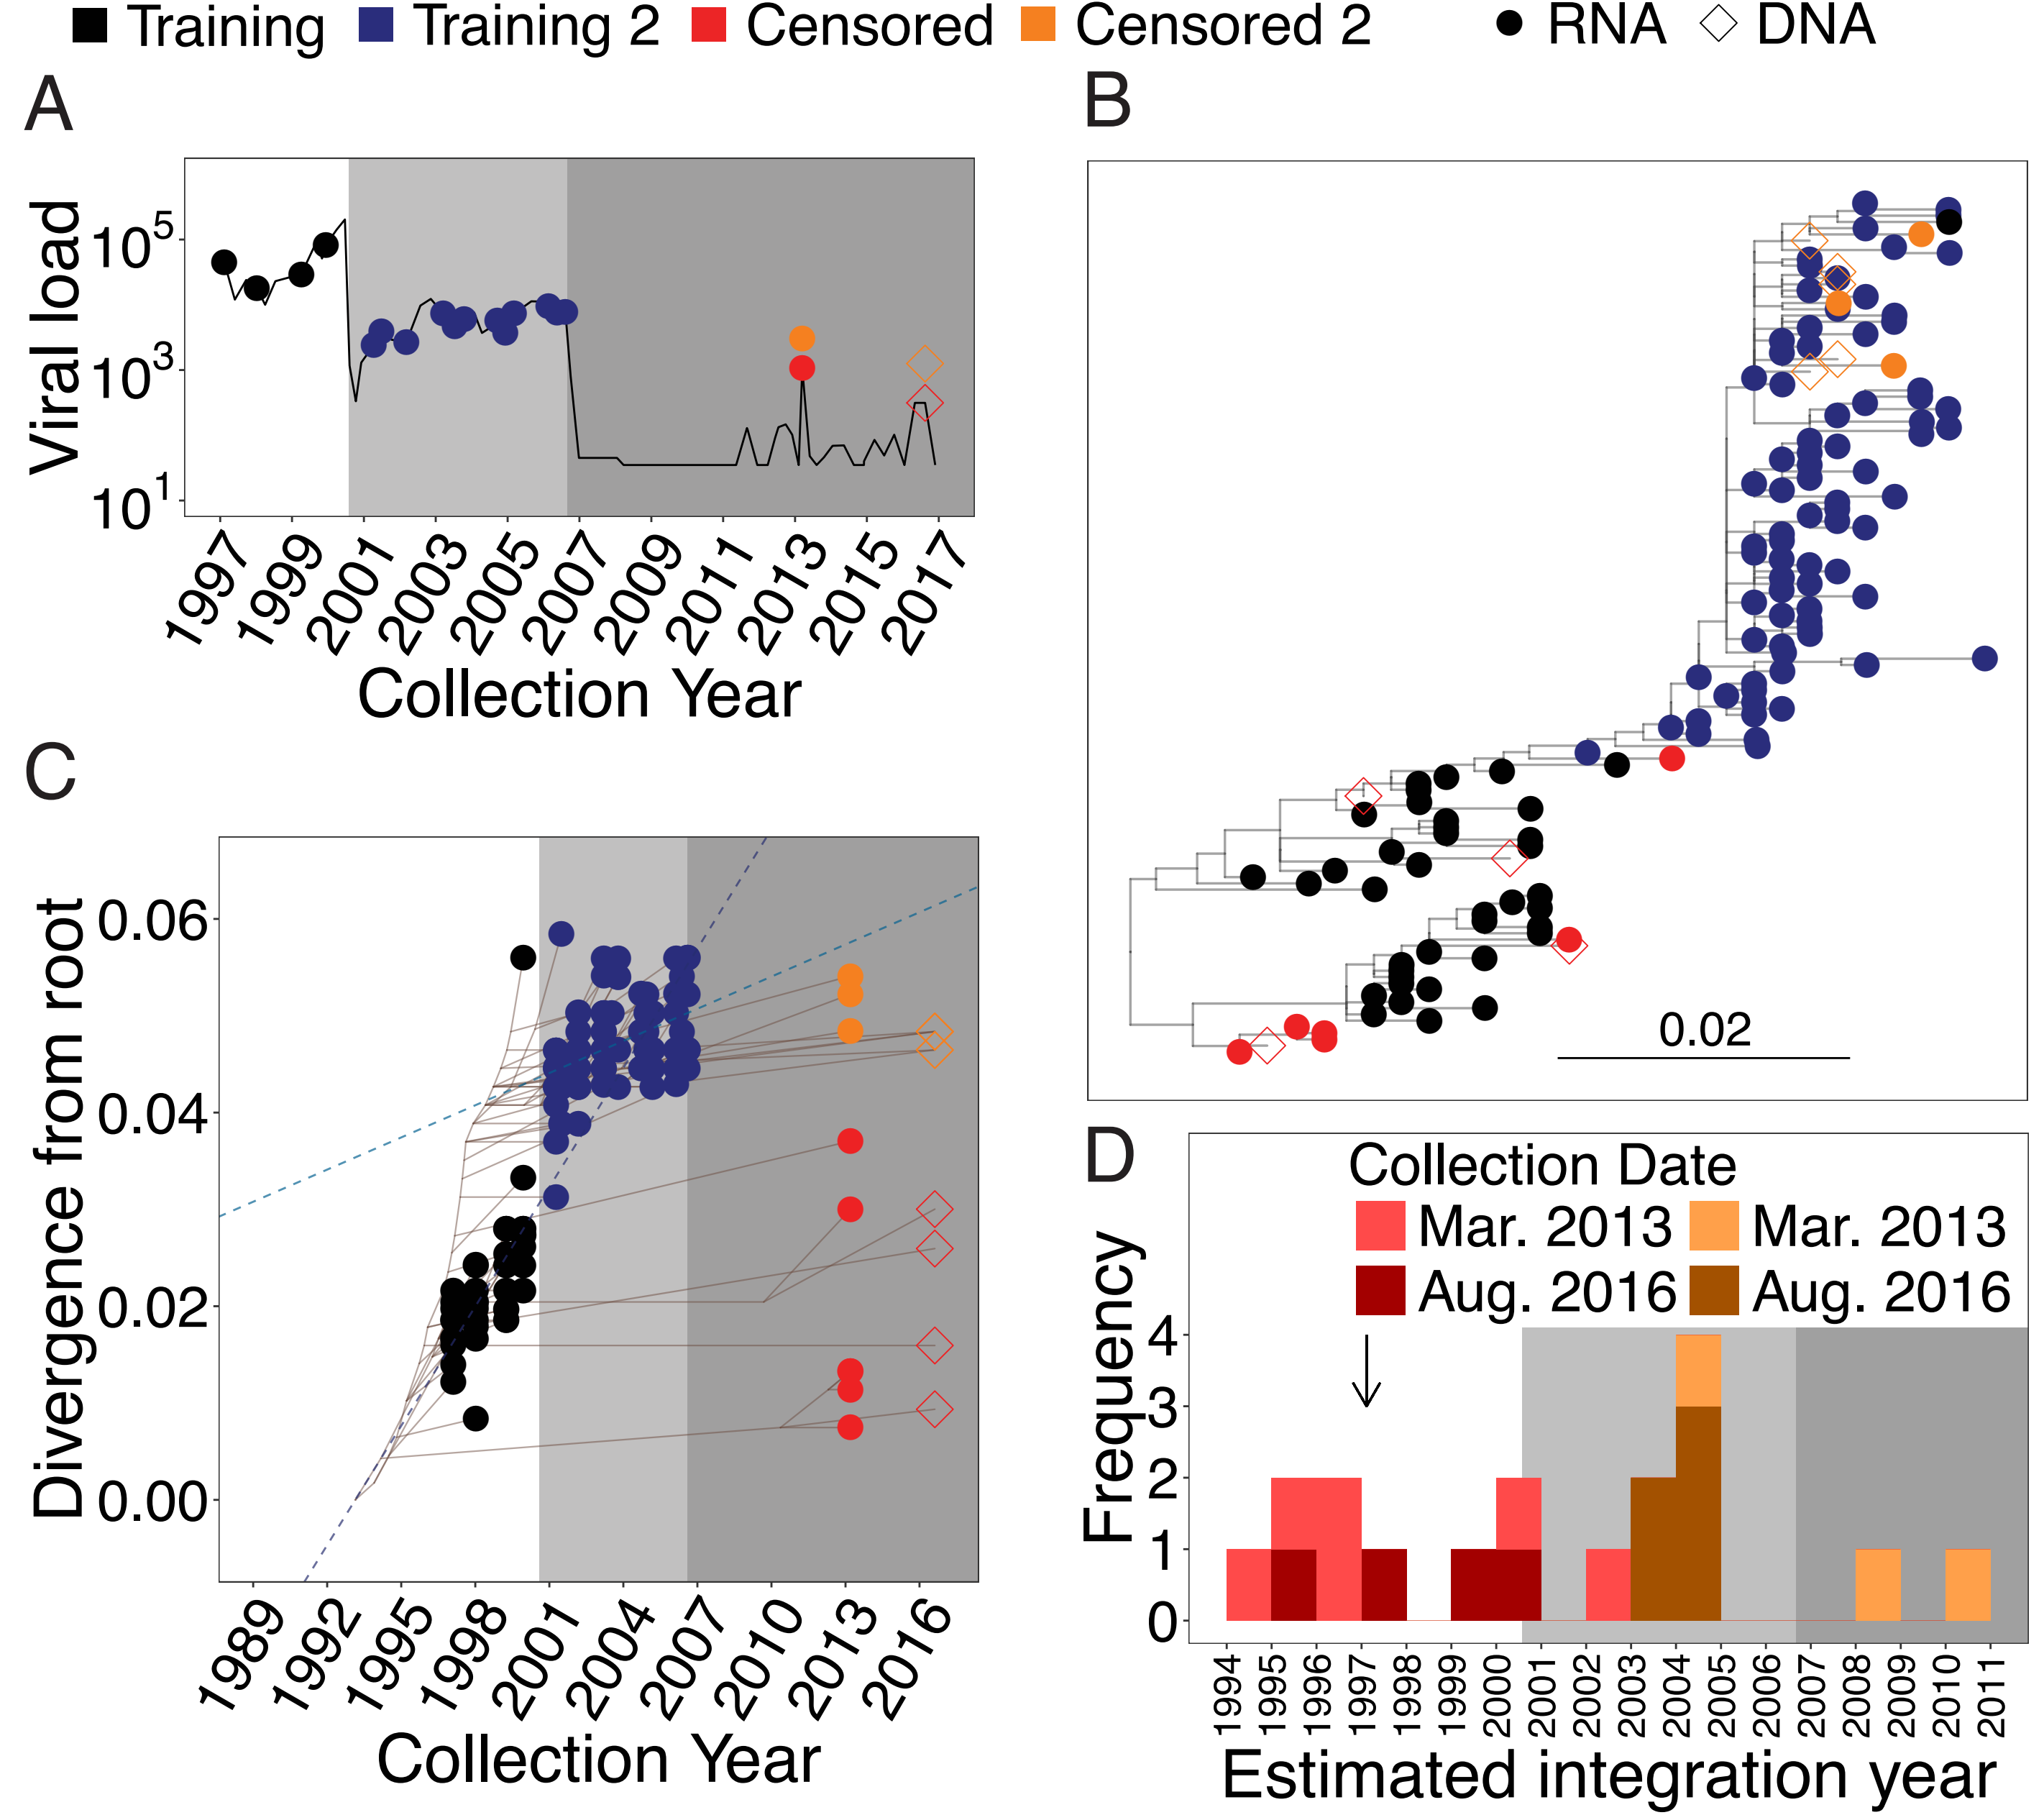 Training Training 2 Censored Censored 2 RNA DNA
A
Viral load
10^5
10^3
10^1
1997 1999 2001 2003 2005 2007 2009 2011 2013 2015 2017
Collection Year
B
0.02
C
Divergence from root
0.06
0.04
0.02
0.00
1989 1992 1995 1998 2001 2004 2007 2010 2013 2016
Collection Year
D
Collection Date
Mar. 2013 Mar. 2013
Aug. 2016 Aug. 2016
Frequency
4
3
2
1
0
1994 1995 1996 1997 1998 1999 2000 2001 2002 2003 2004 2005 2006 2007 2008 2009 2010 2011
Estimated integration year